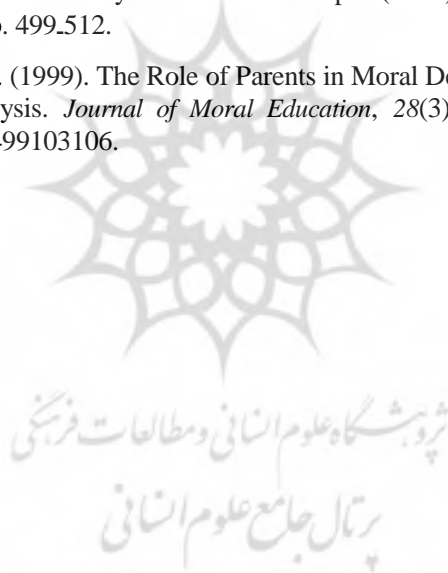 . 499-512.
. (1999). The Role of Parents in Moral De
ysis. Journal of Moral Education, 28(3)
99103106.
پژوهشگاه علوم انسانی و مطالعات فرهنگی
پرتال جامع علوم انسانی